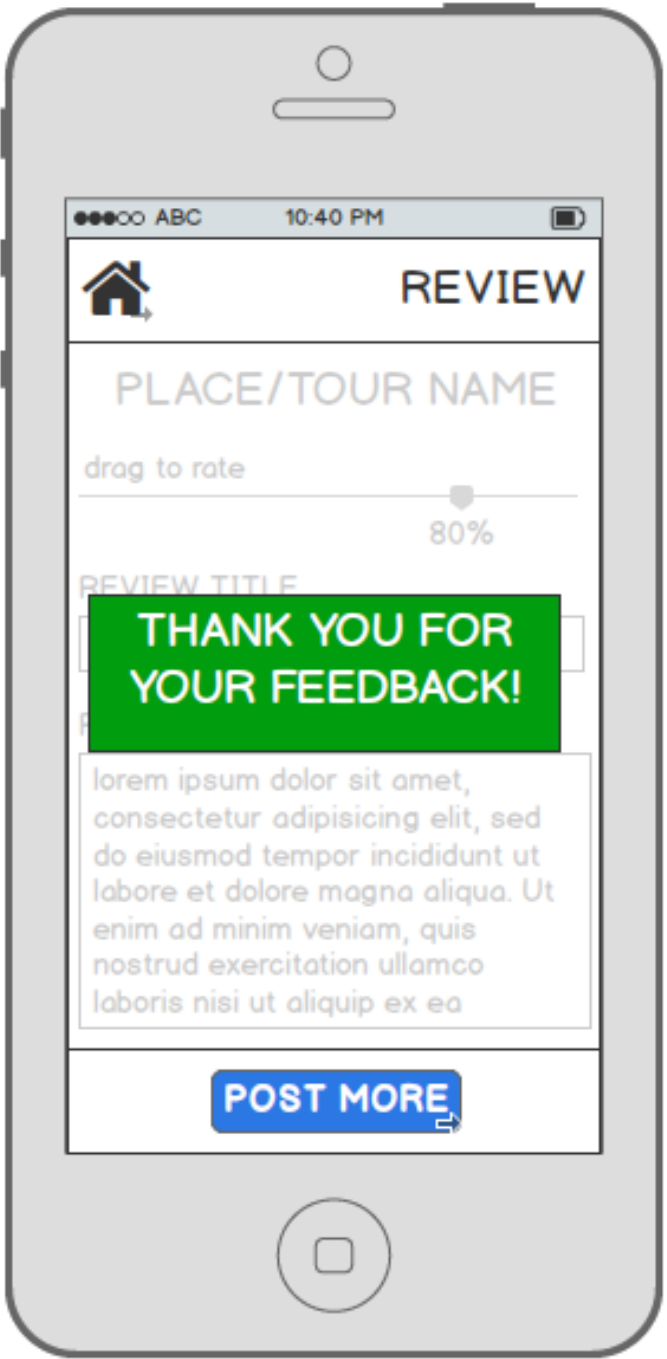 ABC 10:40 PM
REVIEW
PLACE/TOUR NAME
drag to rate
80%
REVIEW TITLE
THANK YOU FOR
YOUR FEEDBACK!
lorem ipsum dolor sit amet,
consectetur adipisicing elit, sed
do eiusmod tempor incididunt ut
labore et dolore magna aliqua. Ut
enim ad minim veniam, quis
nostrud exercitation ullamco
laboris nisi ut aliquip ex ea
POST MORE